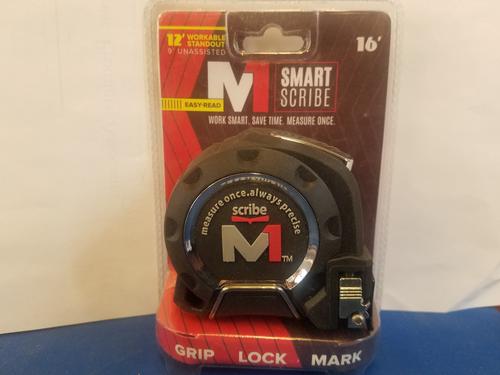 12' WORKABLE
STANDOUT
9' UNASSISTED
16'
EASY-READ
M1
SMART
SCRIBE
WORK SMART. SAVE TIME. MEASURE ONCE.
measure once.always precise
scribe
M1
TM
GRIP LOCK MARK